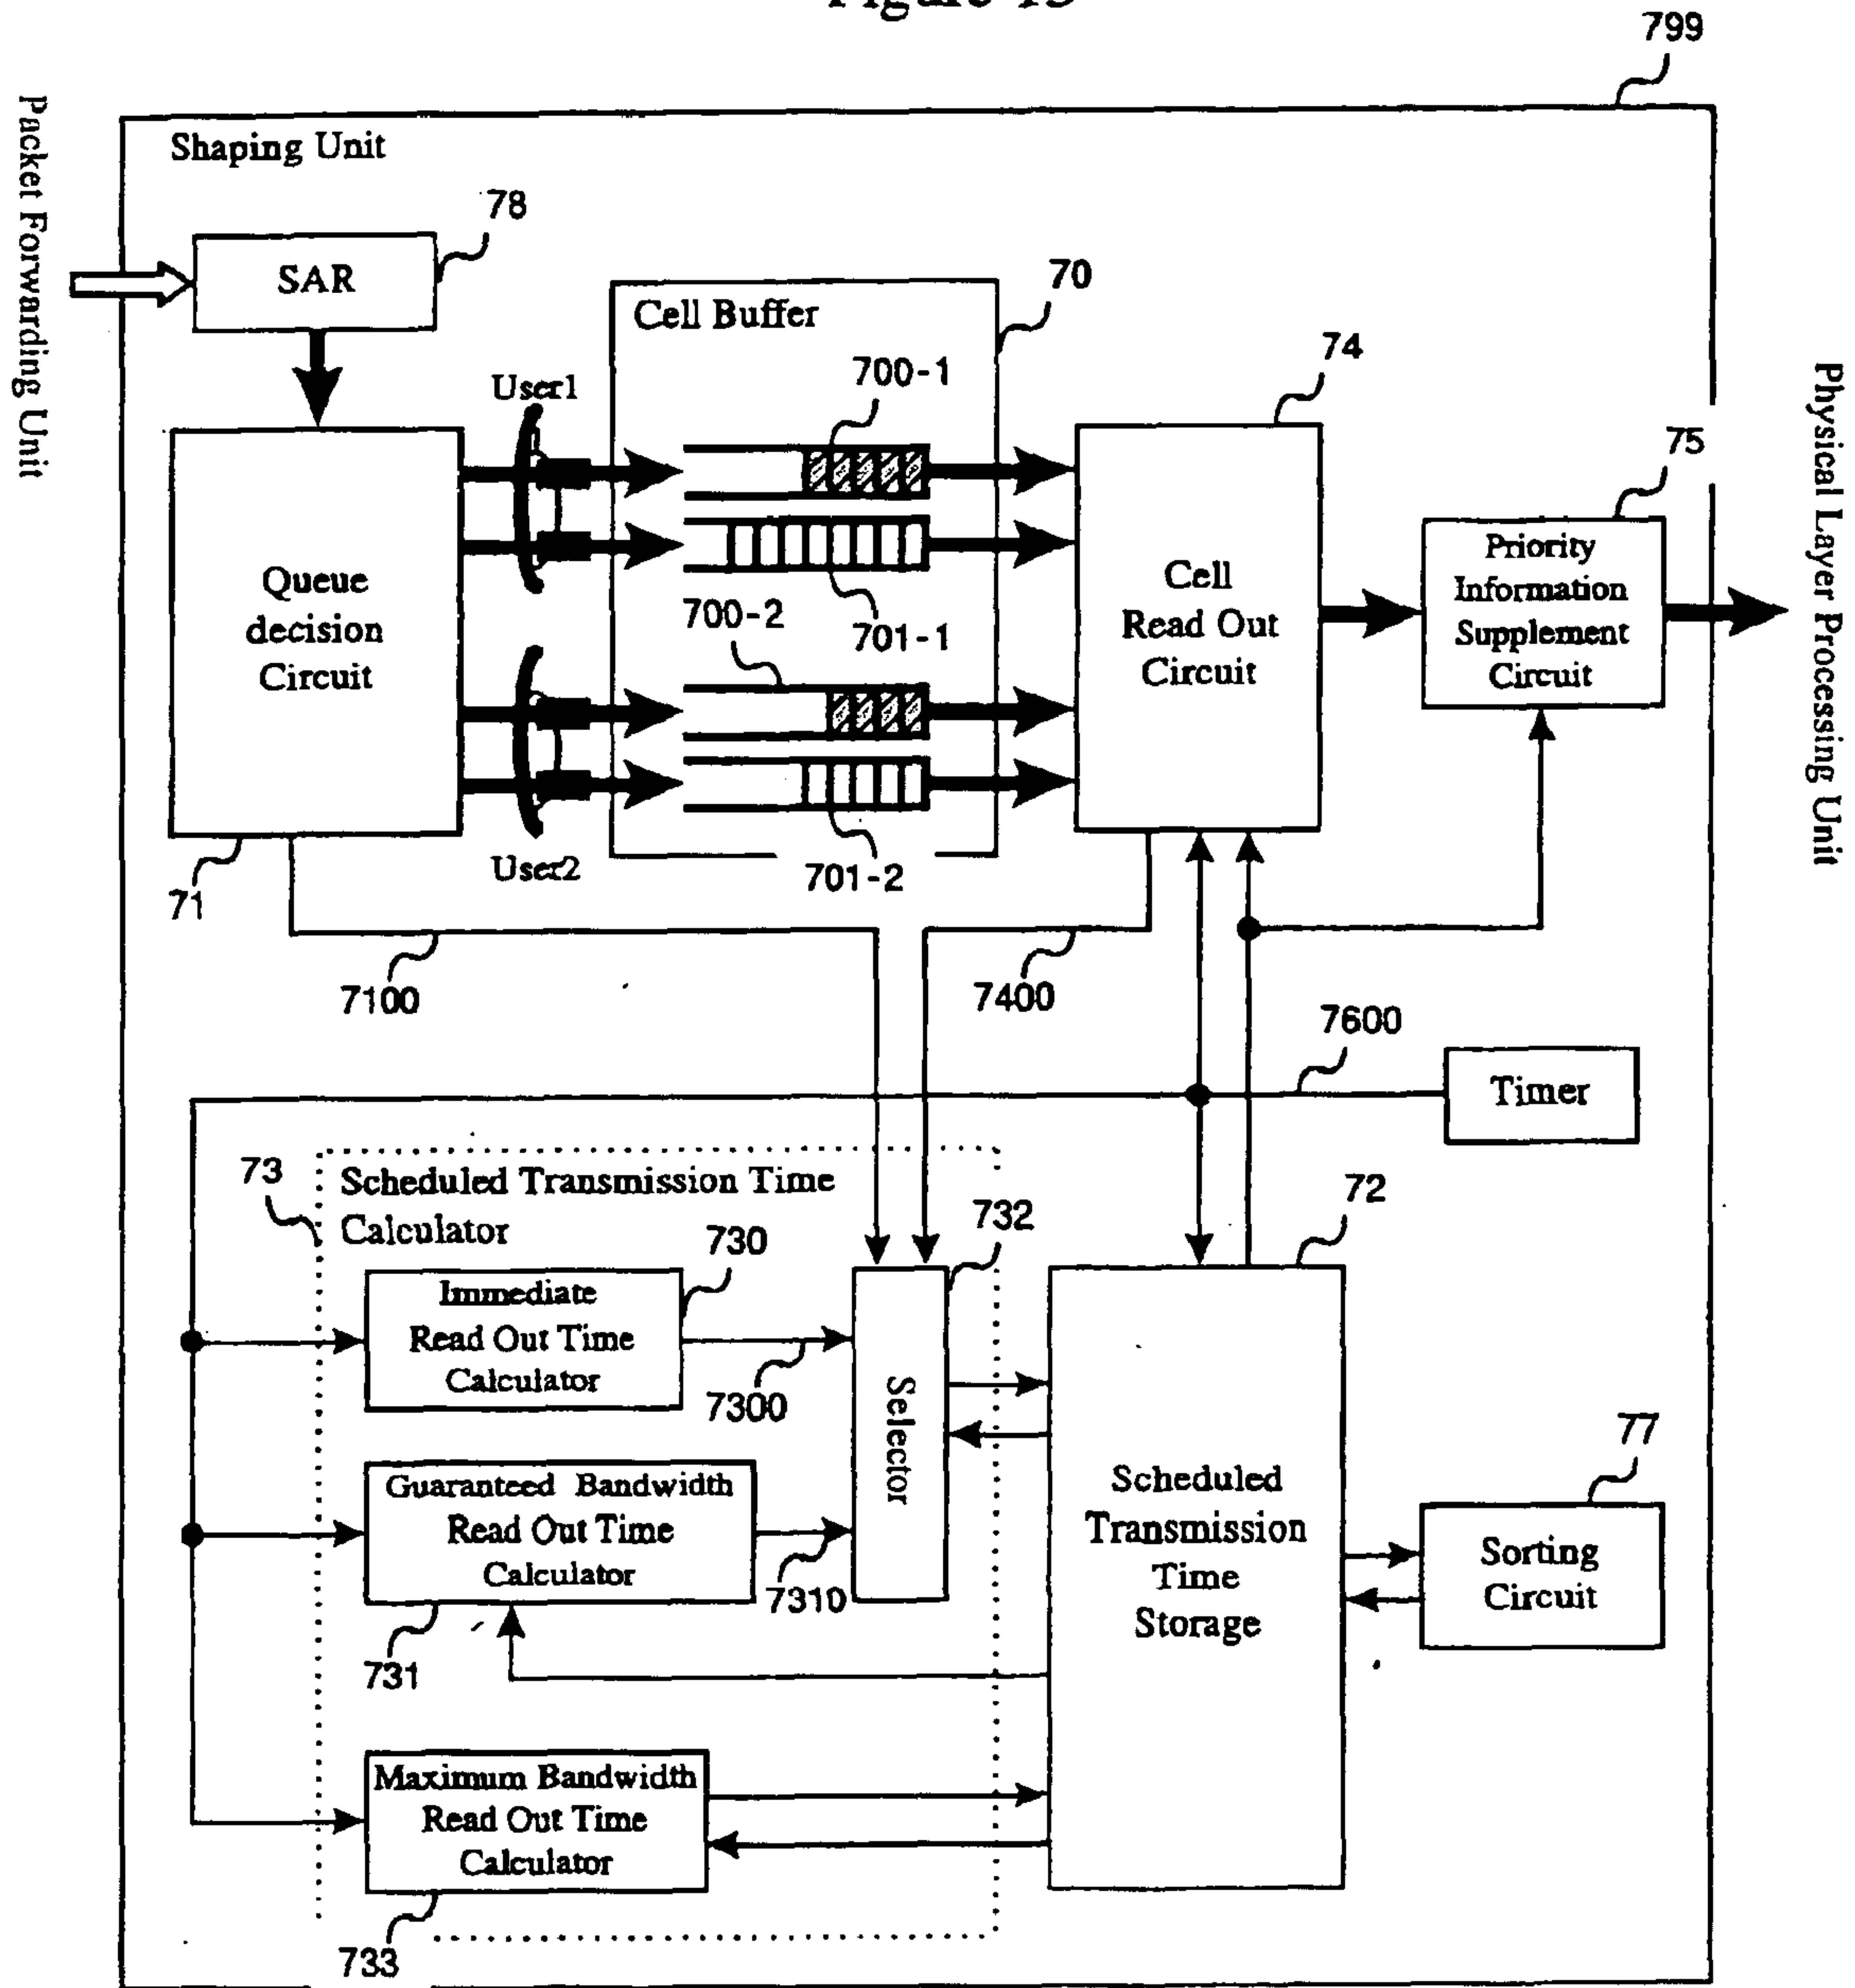 Figure
799
Packet Forwarding Unit
Shaping Unit
78
SAR
70
Cell Buffer
74
700-1
User1
75
Physical Layer Processing Unit
Queue
decision
Circuit
Cell
Read Out
Circuit
Priority
Information
Supplement
Circuit
700-2
701-1
User2
701-2
71
7100
7400
7600
Timer
73
Scheduled Transmission Time
Calculator
732
72
730
Immediate
Read Out Time
Calculator
7300
Selector
77
Guaranteed Bandwidth
Read Out Time
Calculator
7310
731
Scheduled
Transmission
Time
Storage
Sorting
Circuit
Maximum Bandwidth
Read Out Time
Calculator
733